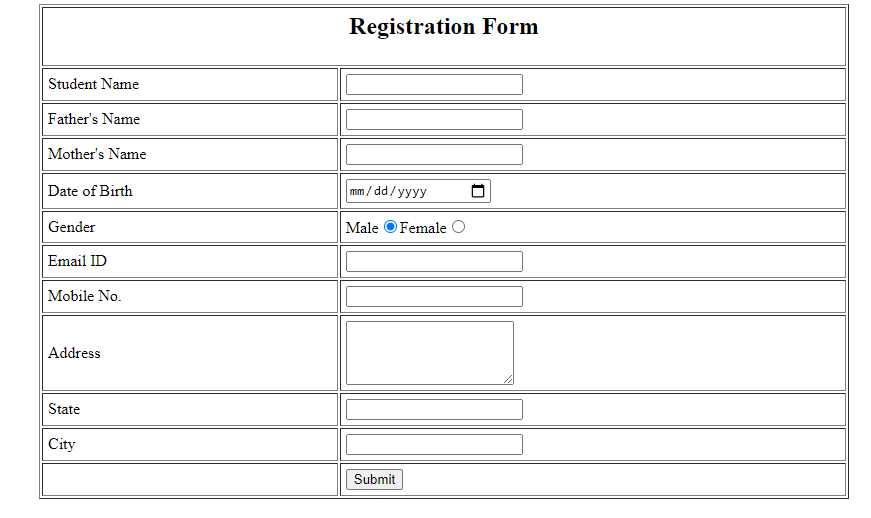 Registration Form
Student Name
Father's Name
Mother's Name
Date of Birth mm/dd/yyyy
Gender Male Female
Email ID
Mobile No.
Address
State
City
Submit